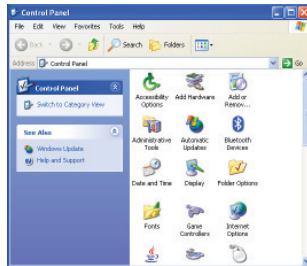 Control Panel
File Edit View Favorites Tools Help
Back Search Folders
Address Control Panel Go
Control Panel
Switch to Category View
See Also
Windows Update
Help and Support
Accessibility Options
Add Hardware
Add or Remov...
Administrative Tools
Automatic Updates
Bluetooth Devices
Date and Time
Display
Folder Options
Fonts
Game Controllers
Internet Options